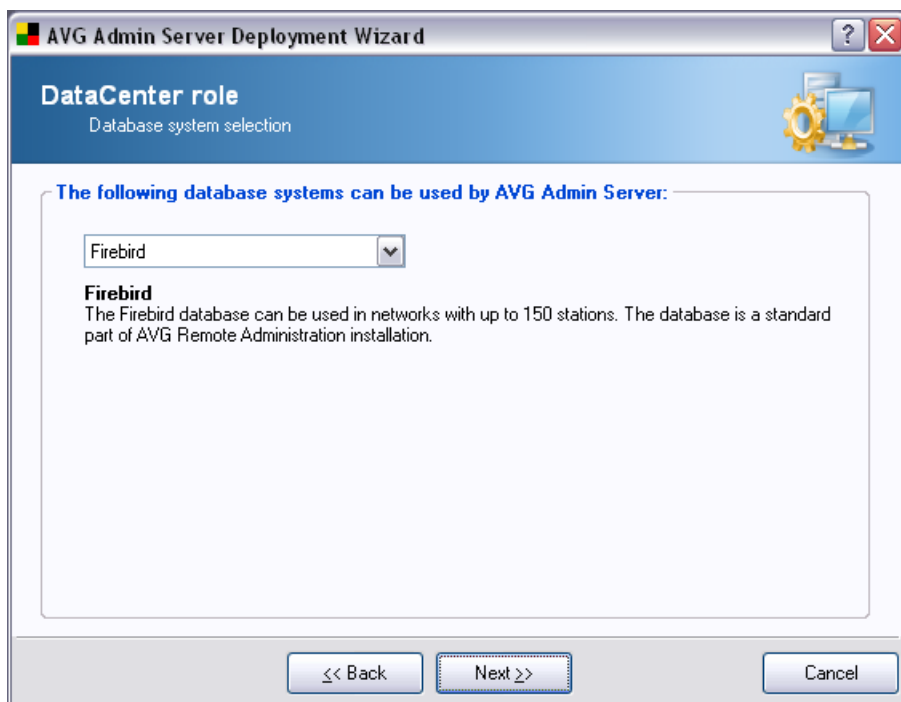 AVG Admin Server Deployment Wizard
DataCenter role
Database system selection
The following database systems can be used by AVG Admin Server:
Firebird
Firebird
The Firebird database can be used in networks with up to 150 stations. The database is a standard
part of AVG Remote Administration installation.
<< Back
Next >>
Cancel